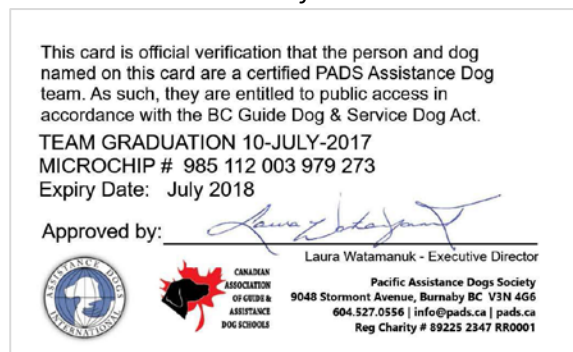 This card is official verification that the person and dog
named on this card are a certified PADS Assistance Dog
team. As such, they are entitled to public access in
accordance with the BC Guide Dog & Service Dog Act.
TEAM GRADUATION 10-JULY-2017
MICROCHIP # 985 112 003 979 273
Expiry Date: July 2018
Approved by: Laura Watamanuk
Laura Watamanuk - Executive Director
ASSISTANCE DOGS
INTERNATIONAL
CANADIAN
ASSOCIATION
OF GUIDE &
ASSISTANCE
DOG SCHOOLS
Pacific Assistance Dogs Society
9048 Stormont Avenue, Burnaby BC V3N 4G6
604.527.0556 | info@pads.ca | pads.ca
Reg Charity # 89225 2347 RR0001